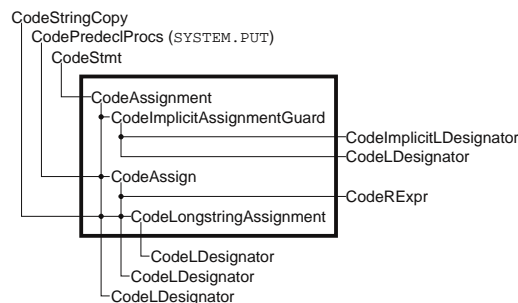 CodeStringCopy
CodePredeclProcs (SYSTEM.PUT)
CodeStmt
CodeAssignment
CodeImplicitAssignmentGuard
CodeImplicitLDesignator
CodeLDesignator
CodeAssign
CodeRExpr
CodeLongstringAssignment
CodeLDesignator
CodeLDesignator
CodeLDesignator